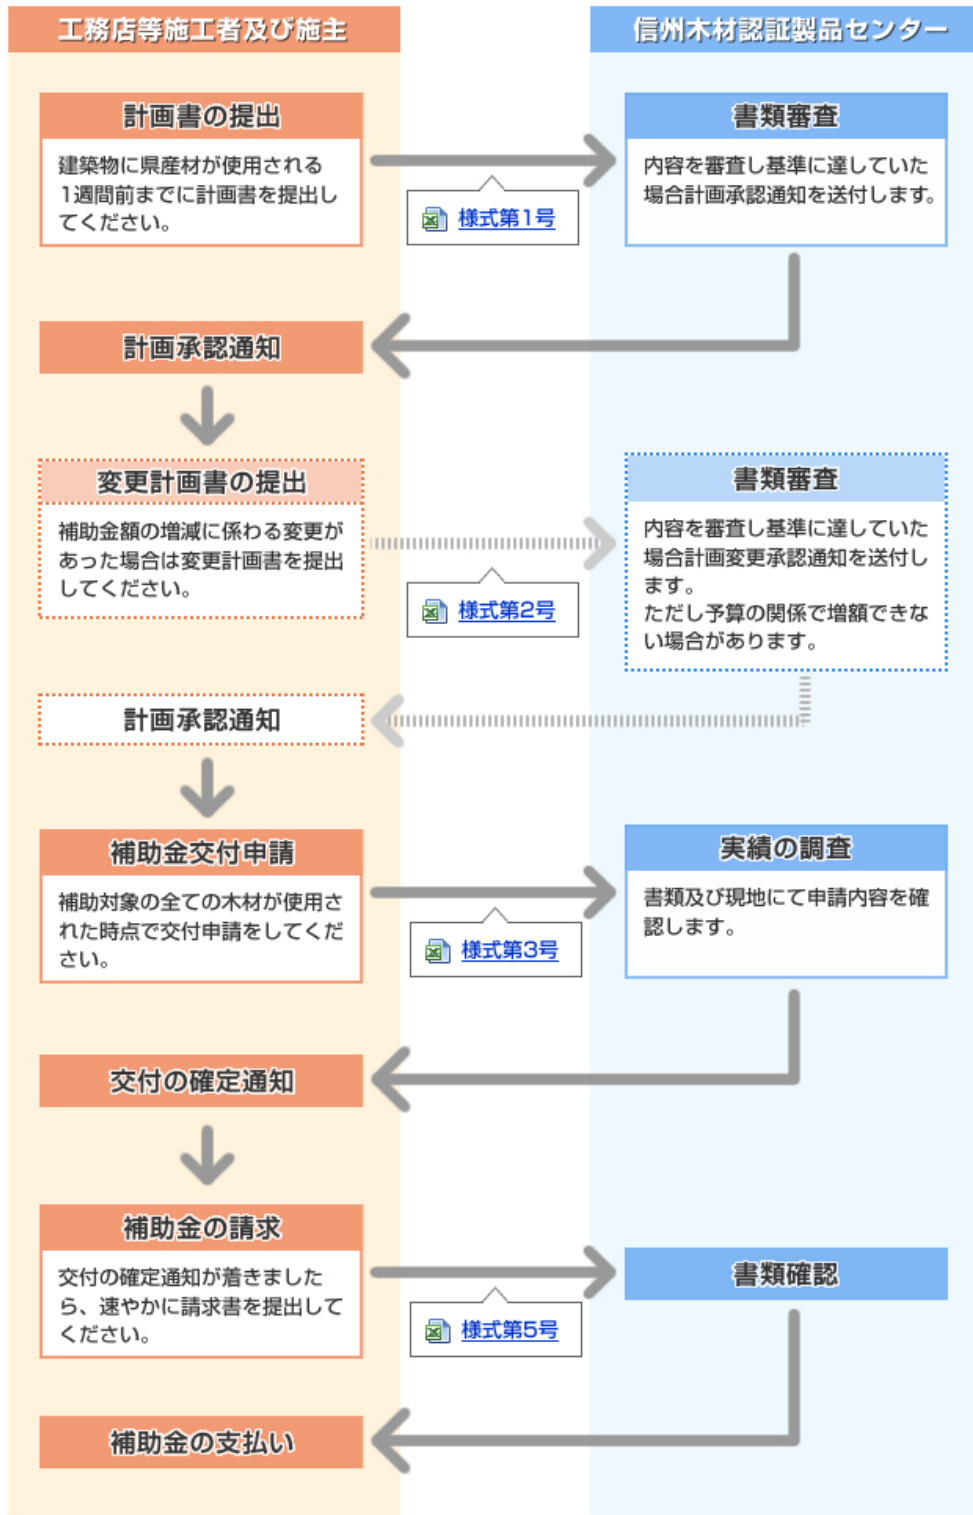 工務店等施工者及び施主
信州木材認証製品センター
計画書の提出
建築物に県産材が使用される
1週間前までに計画書を提出し
てください。
様式第1号
書類審査
内容を審査し基準に達していた
場合計画承認通知を送付します。
計画承認通知
変更計画書の提出
補助金額の増減に係わる変更が
あった場合は変更計画書を提出
してください。
様式第2号
書類審査
内容を審査し基準に達していた
場合計画変更承認通知を送付し
ます。
ただし予算の関係で増額できな
い場合があります。
計画承認通知
補助金交付申請
補助対象の全ての木材が使用さ
れた時点で交付申請をしてくだ
さい。
様式第3号
実績の調査
書類及び現地にて申請内容を確
認します。
交付の確定通知
補助金の請求
交付の確定通知が着きました
ら、速やかに請求書を提出して
ください。
様式第5号
書類確認
補助金の支払い